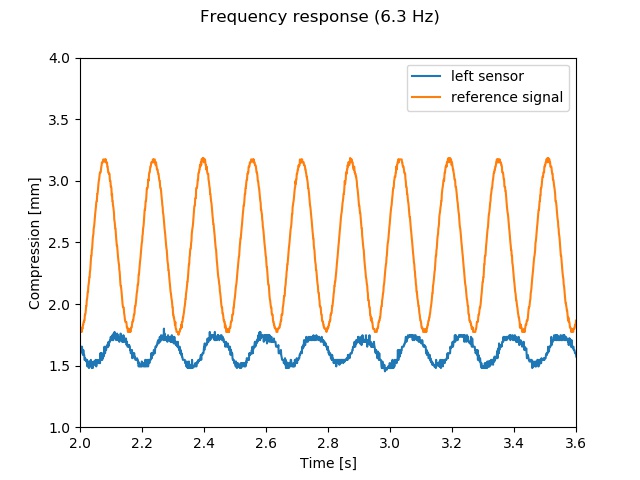 Frequency response (6.3 Hz)
4.0
3.5
3.0
2.5
2.0
1.5
1.0
Compression [mm]
left sensor
reference signal
2.0 2.2 2.4 2.6 2.8 3.0 3.2 3.4 3.6
Time [s]